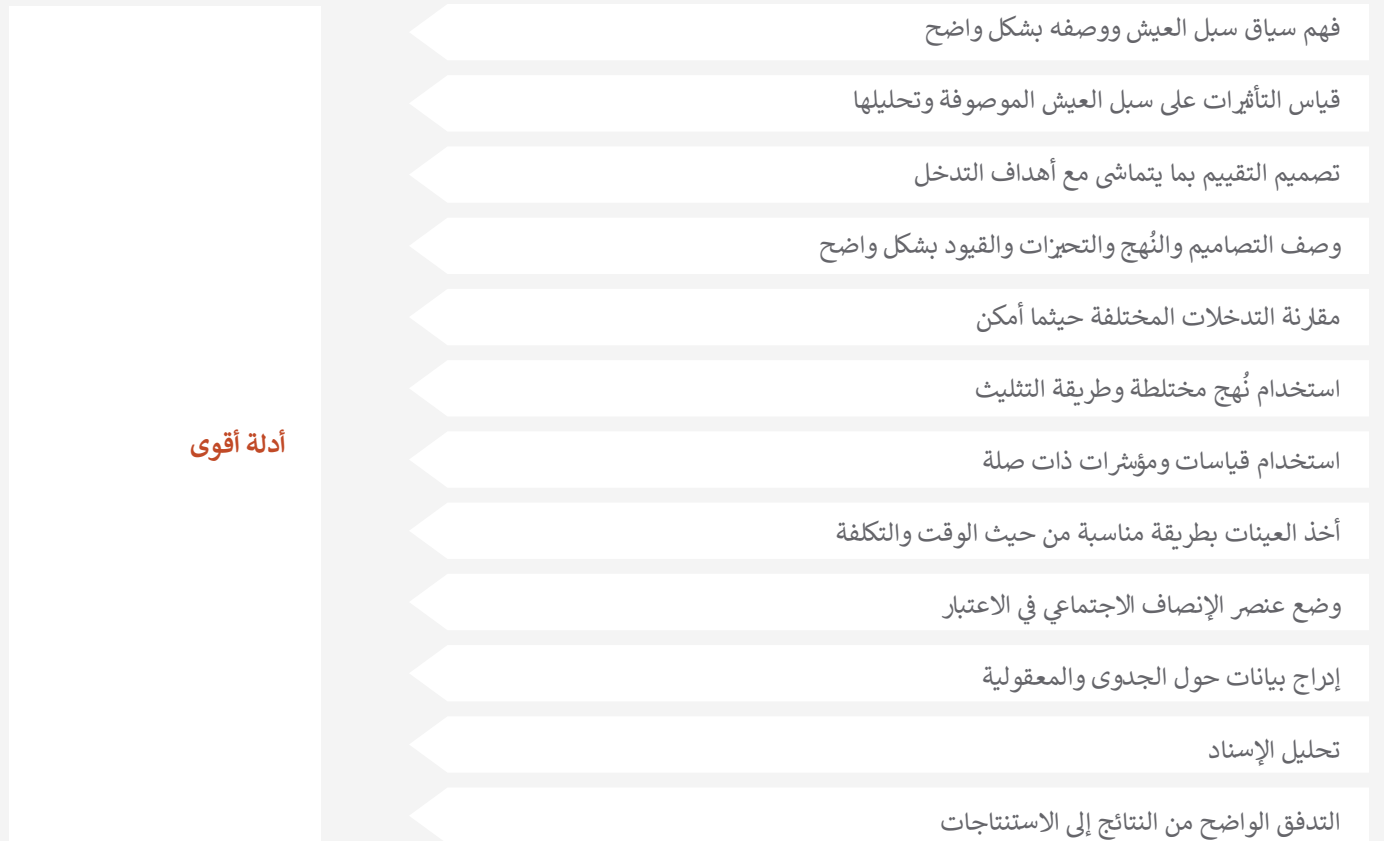 فهم سياق سبل العيش ووصفه بشكل واضح
قياس التأثيرات على سبل العيش الموصوفة وتحليلها
تصميم التقييم بما يتماشى مع أهداف التدخل
وصف التصاميم والنُهج والتحيزات والقيود بشكل واضح
مقارنة التدخلات المختلفة حيثما أمكن
استخدام نُهج مختلطة وطريقة التثليث
استخدام قياسات ومؤشرات ذات صلة
أخذ العينات بطريقة مناسبة من حيث الوقت والتكلفة
وضع عنصر الإنصاف الاجتماعي في الاعتبار
إدراج بيانات حول الجدوى والمعقولية
تحليل الإسناد
التدفق الواضح من النتائج إلى الاستنتاجات
أدلة أقوى